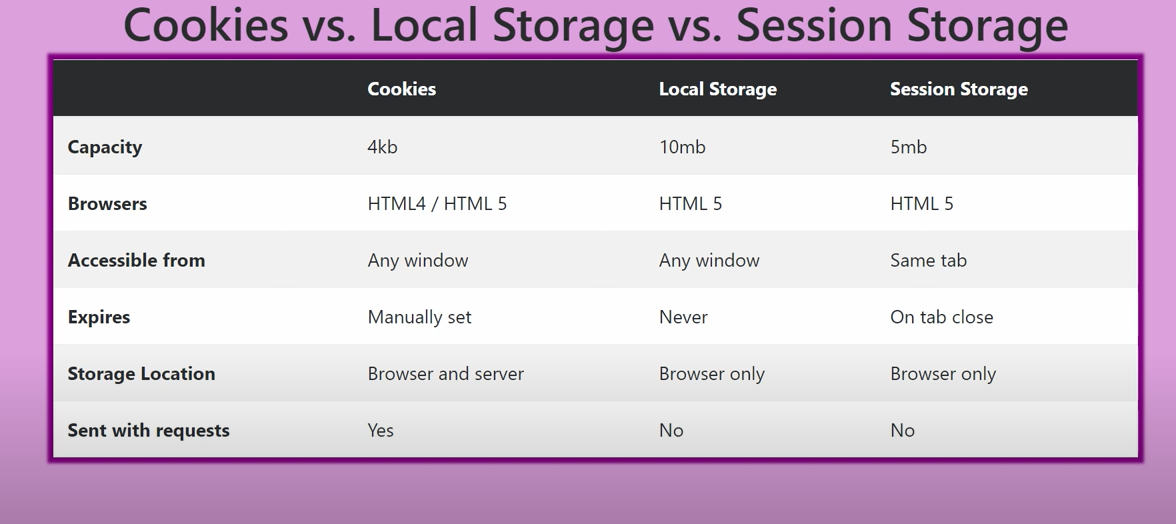 Cookies vs. Local Storage vs. Session Storage
Cookies Local Storage Session Storage
Capacity 4kb 10mb 5mb
Browsers HTML4 / HTML 5 HTML 5 HTML 5
Accessible from Any window Any window Same tab
Expires Manually set Never On tab close
Storage Location Browser and server Browser only Browser only
Sent with requests Yes No No